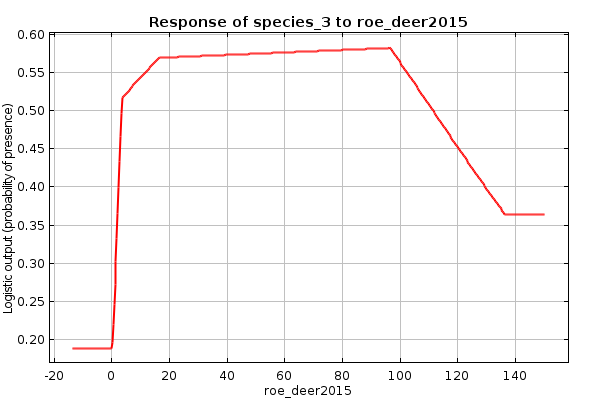 Response of species_3 to roe_deer2015
Logistic output (probability of presence)
0.60
0.55
0.50
0.45
0.40
0.35
0.30
0.25
0.20
-20 0 20 40 60 80 100 120 140
roe_deer2015